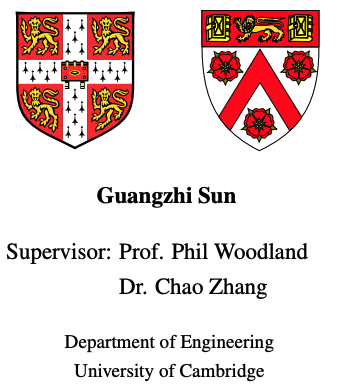 Guangzhi Sun
Supervisor: Prof. Phil Woodland
Dr. Chao Zhang
Department of Engineering
University of Cambridge